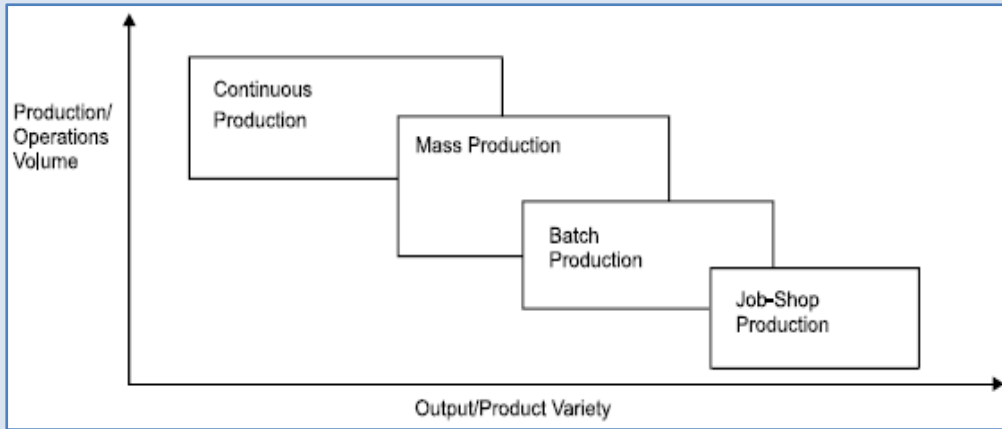 Production/
Operations
Volume
Continuous
Production
Mass Production
Batch
Production
Job-Shop
Production
Output/Product Variety